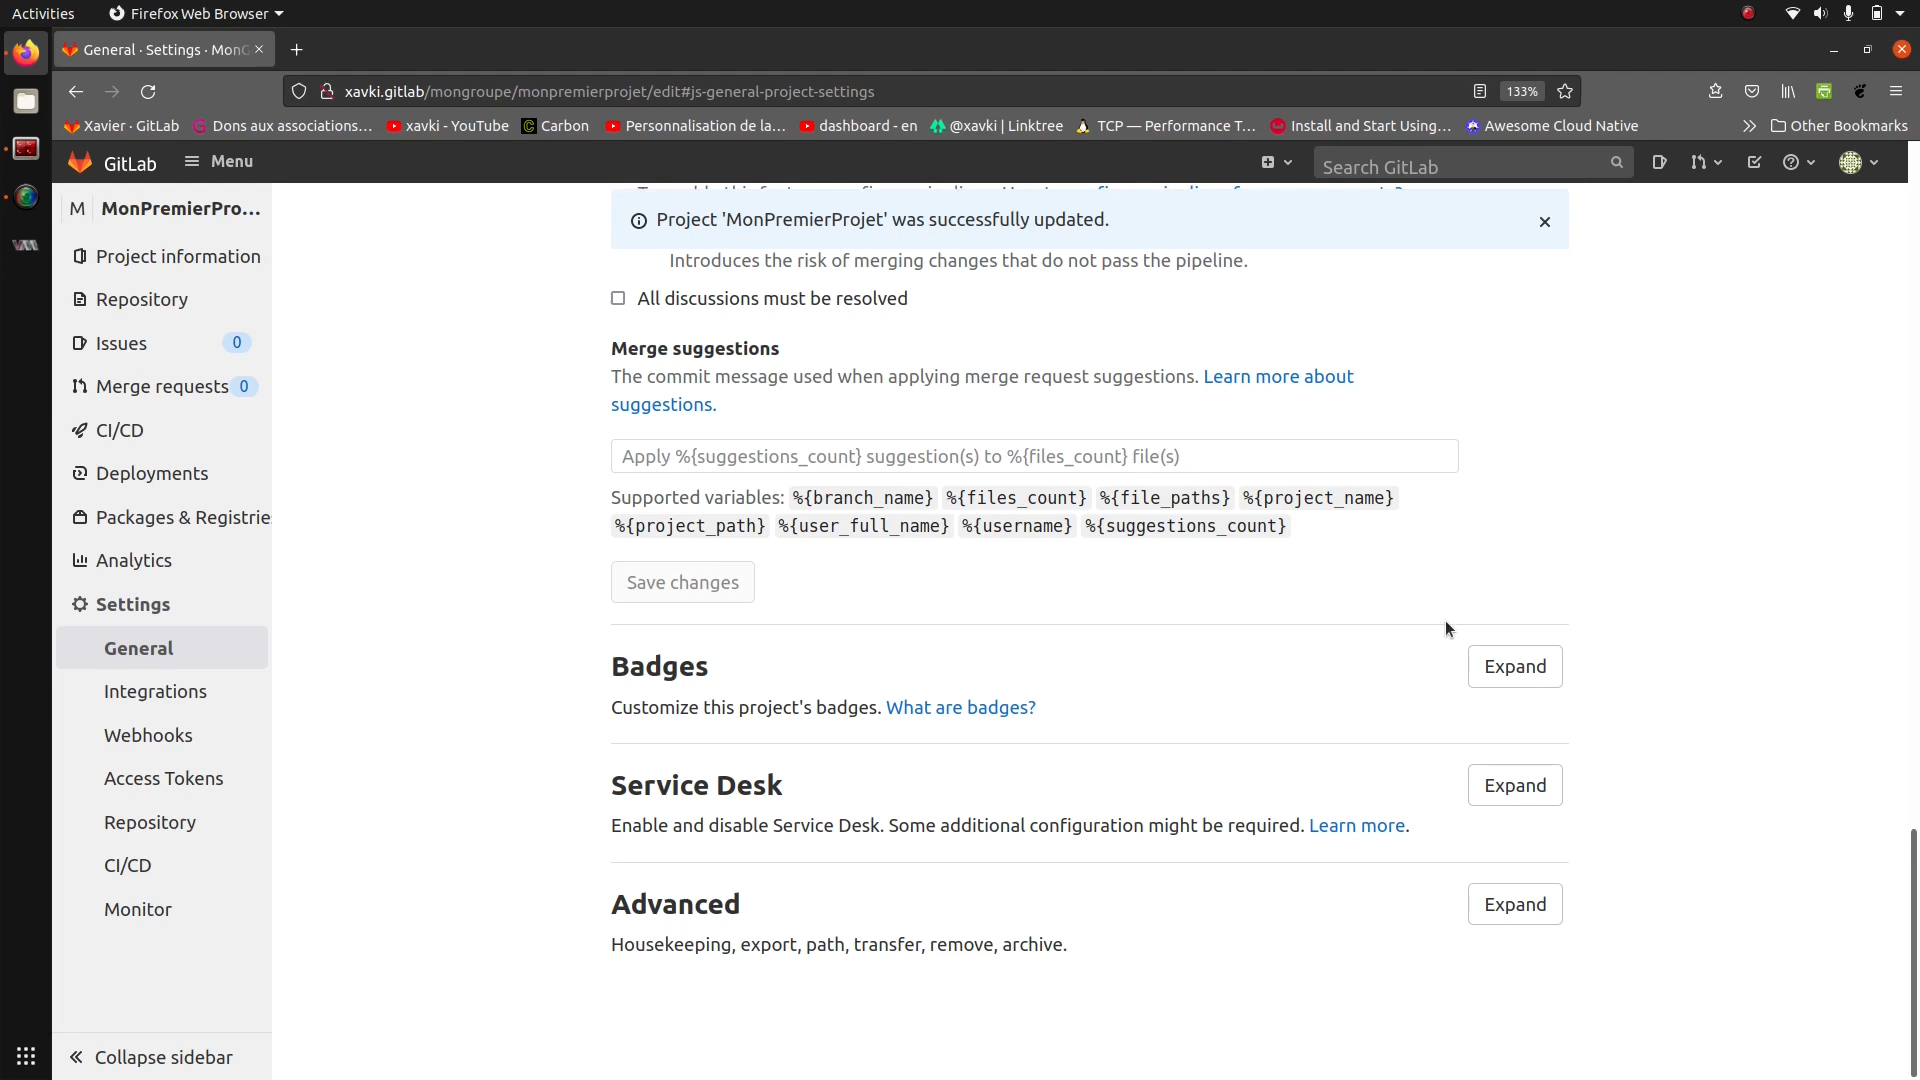 Activities
Firefox Web Browser
General · Settings · MonG
xavki.gitlab/mongroupe/monpremierprojet/edit#js-general-project-settings
133%
Xavier · GitLab
Dons aux associations...
xavki - YouTube
Carbon
Personnalisation de la...
dashboard - en
@xavki | Linktree
TCP — Performance T...
Install and Start Using...
Awesome Cloud Native
Other Bookmarks
GitLab
Menu
Search GitLab
M MonPremierPro...
Project information
Repository
Issues 0
Merge requests 0
CI/CD
Deployments
Packages & Registries
Analytics
Settings
General
Integrations
Webhooks
Access Tokens
Repository
CI/CD
Monitor
Collapse sidebar
Project 'MonPremierProjet' was successfully updated.
Introduces the risk of merging changes that do not pass the pipeline.
All discussions must be resolved
Merge suggestions
The commit message used when applying merge request suggestions. Learn more about
suggestions.
Apply %{suggestions_count} suggestion(s) to %{files_count} file(s)
Supported variables: %{branch_name} %{files_count} %{file_paths} %{project_name}
%{project_path} %{user_full_name} %{username} %{suggestions_count}
Save changes
Badges
Expand
Customize this project's badges. What are badges?
Service Desk
Expand
Enable and disable Service Desk. Some additional configuration might be required. Learn more.
Advanced
Expand
Housekeeping, export, path, transfer, remove, archive.